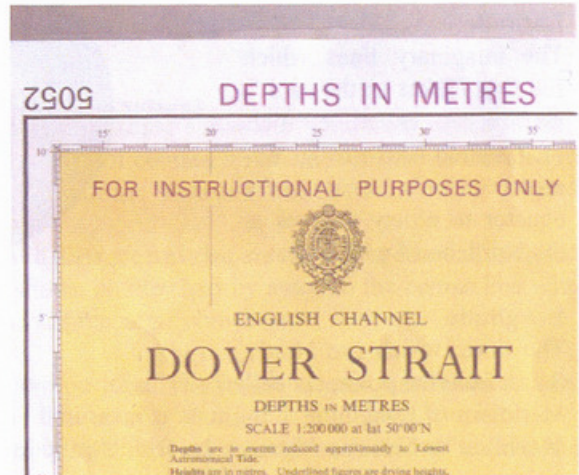 5052
DEPTHS IN METRES
15' 20' 25' 30' 35'
10'
FOR INSTRUCTIONAL PURPOSES ONLY
5'
ENGLISH CHANNEL
DOVER STRAIT
DEPTHS IN METRES
SCALE 1:200000 at lat 50°00'N
Depths are in metres reduced approximately to Lowest
Astronomical Tide.
Heights are in metres. Underlined figures are drying heights,